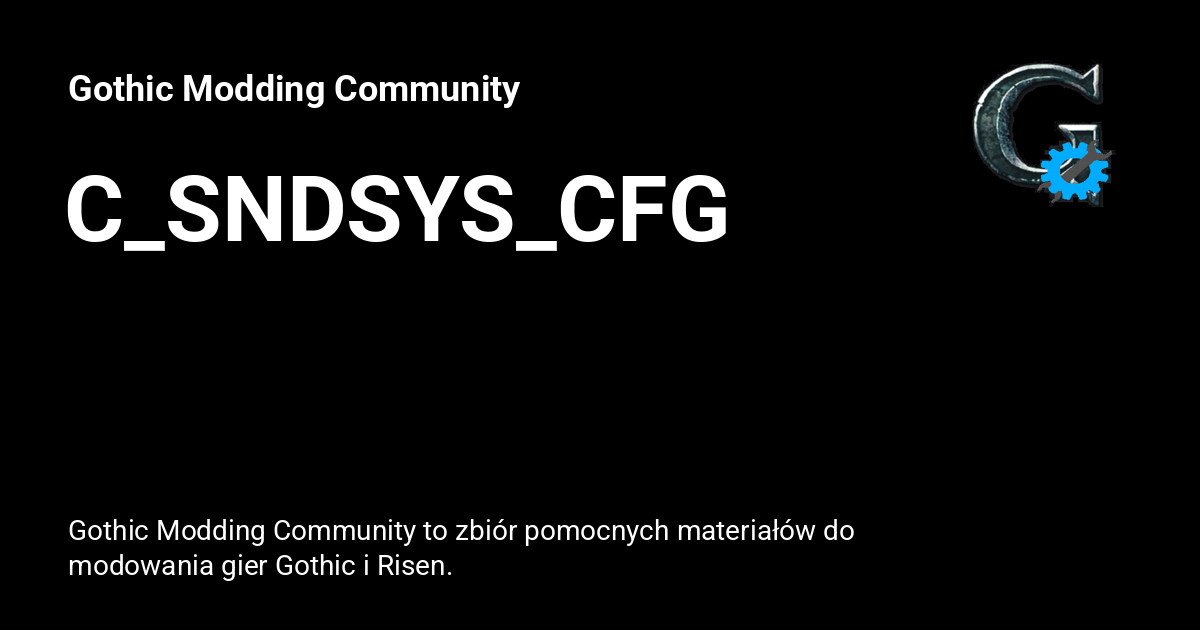 Gothic Modding Community
C_SNDSYS_CFG
Gothic Modding Community to zbiór pomocnych materiałów do
modowania gier Gothic i Risen.